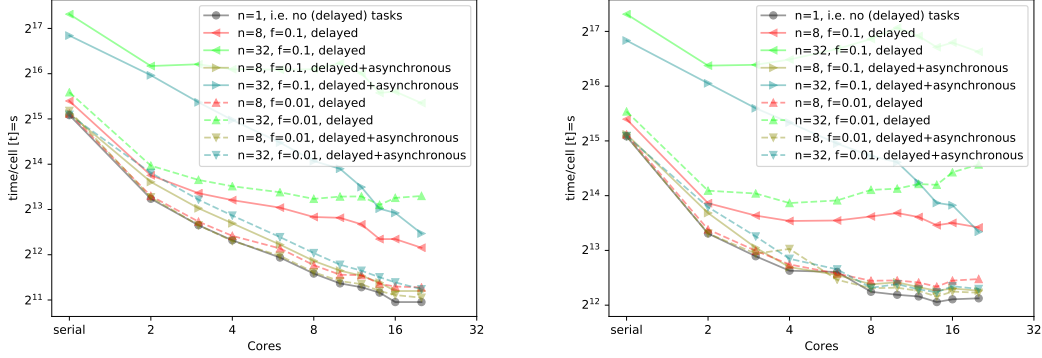 time/cell [t]=s
2^17
2^16
2^15
2^14
2^13
2^12
2^11
serial
2
4
8
16
32
Cores
n=1, i.e. no (delayed) tasks
n=8, f=0.1, delayed
n=32, f=0.1, delayed
n=8, f=0.1, delayed+asynchronous
n=32, f=0.1, delayed+asynchronous
n=8, f=0.01, delayed
n=32, f=0.01, delayed
n=8, f=0.01, delayed+asynchronous
n=32, f=0.01, delayed+asynchronous
time/cell [t]=s
2^17
2^16
2^15
2^14
2^13
2^12
serial
2
4
8
16
32
Cores
n=1, i.e. no (delayed) tasks
n=8, f=0.1, delayed
n=32, f=0.1, delayed
n=8, f=0.1, delayed+asynchronous
n=32, f=0.1, delayed+asynchronous
n=8, f=0.01, delayed
n=32, f=0.01, delayed
n=8, f=0.01, delayed+asynchronous
n=32, f=0.01, delayed+asynchronous